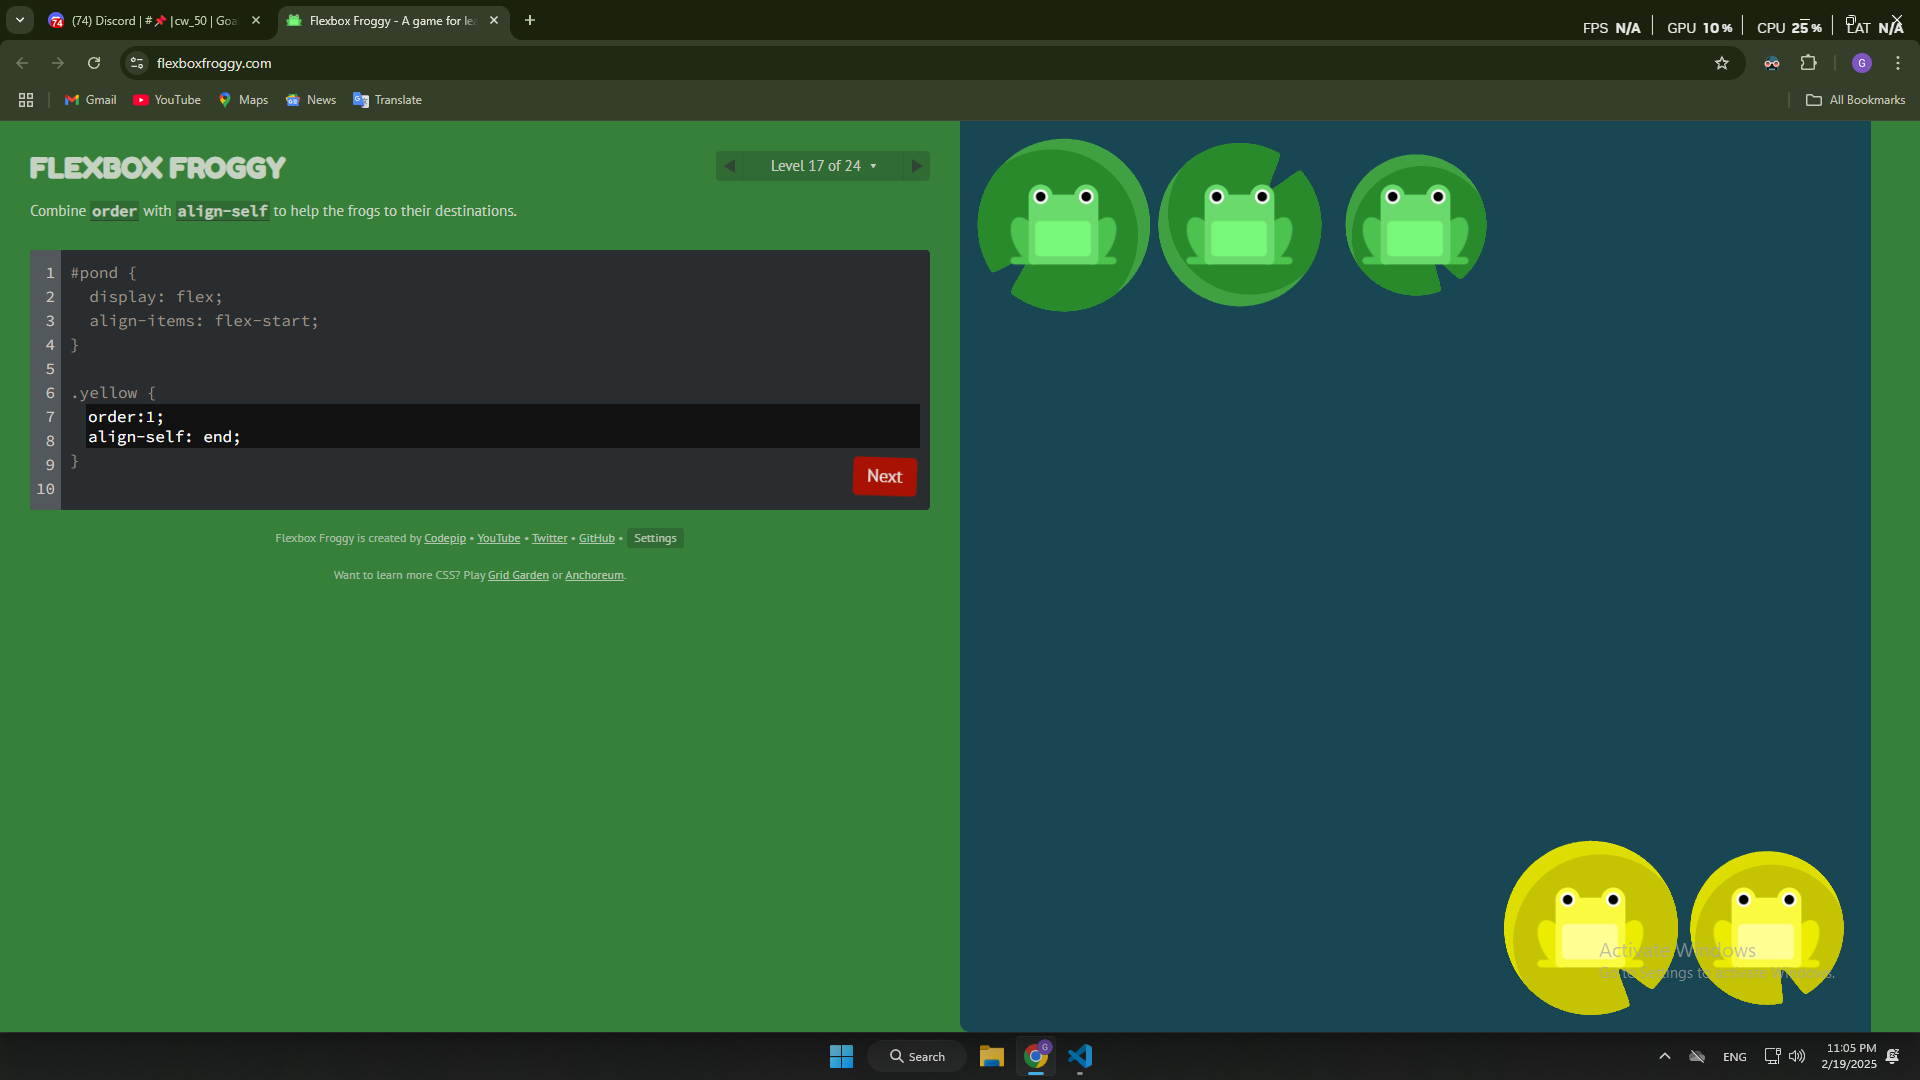 (74) Discord | #📌 |cw_50 | Goa
Flexbox Froggy - A game for lea
FPS N/A GPU 10 % CPU 25 % LAT N/A
flexboxfroggy.com
G
Gmail YouTube Maps News Translate
All Bookmarks
FLEXBOX FROGGY
Level 17 of 24
Combine order with align-self to help the frogs to their destinations.
1 #pond {
2 display: flex;
3 align-items: flex-start;
4 }
5
6 .yellow {
7 order:1;
8 align-self: end;
9 }
10
Next
Flexbox Froggy is created by Codepip • YouTube • Twitter • GitHub • Settings
Want to learn more CSS? Play Grid Garden or Anchoreum.
Activate Windows
Go to Settings to activate Windows.
Search
ENG
11:05 PM
2/19/2025